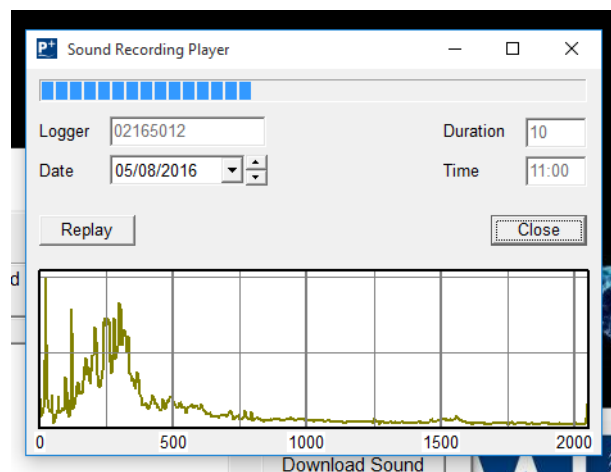 P+ Sound Recording Player
Logger 02165012 Duration 10
Date 05/08/2016 Time 11:00
Replay Close
d
0 500 1000 1500 2000
Download Sound